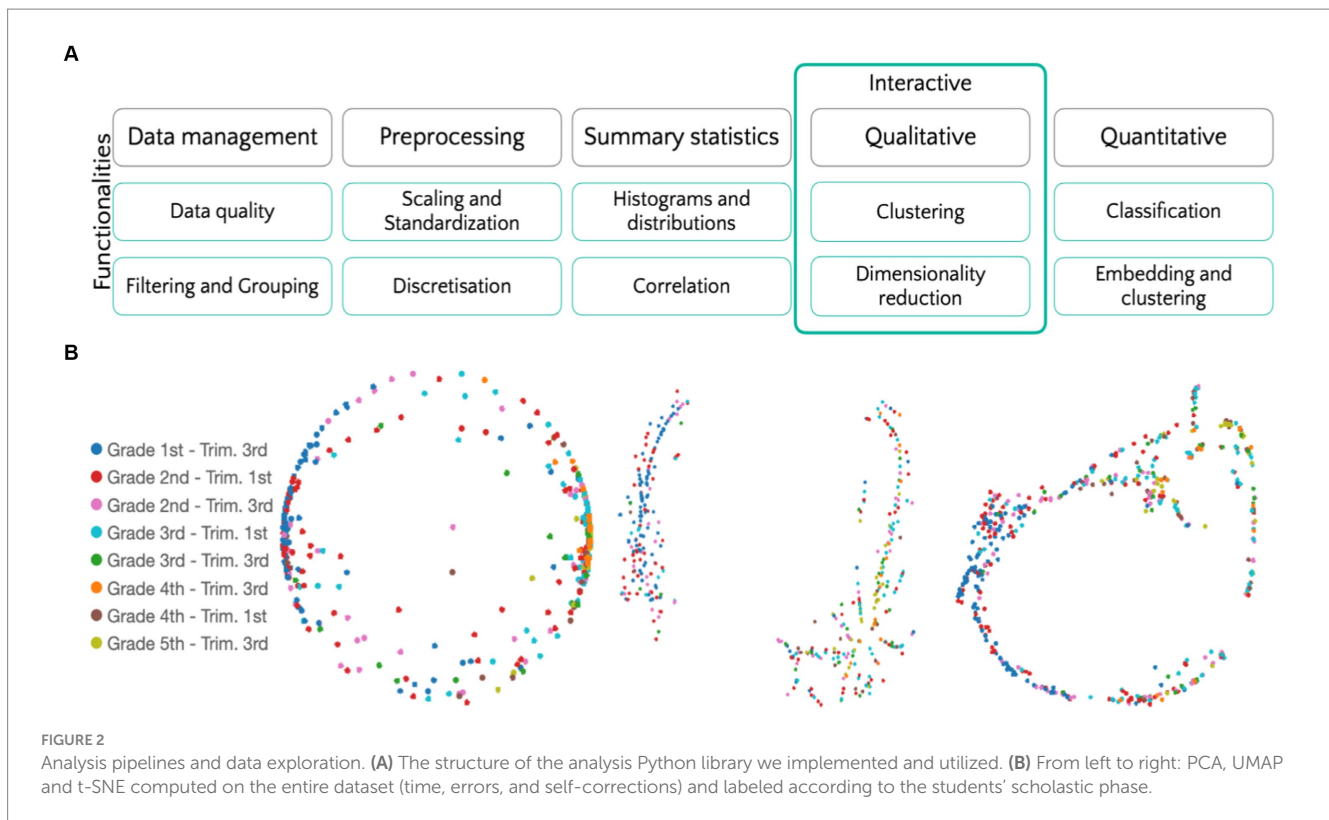 A
Interactive
Functionalities
Data management
Preprocessing
Summary statistics
Qualitative
Quantitative
Data quality
Scaling and
Standardization
Histograms and
distributions
Clustering
Classification
Filtering and Grouping
Discretisation
Correlation
Dimensionality
reduction
Embedding and
clustering
B
Grade 1st - Trim. 3rd
Grade 2nd - Trim. 1st
Grade 2nd - Trim. 3rd
Grade 3rd - Trim. 1st
Grade 3rd - Trim. 3rd
Grade 4th - Trim. 3rd
Grade 4th - Trim. 1st
Grade 5th - Trim. 3rd
FIGURE 2
Analysis pipelines and data exploration. (A) The structure of the analysis Python library we implemented and utilized. (B) From left to right: PCA, UMAP
and t-SNE computed on the entire dataset (time, errors, and self-corrections) and labeled according to the students’ scholastic phase.